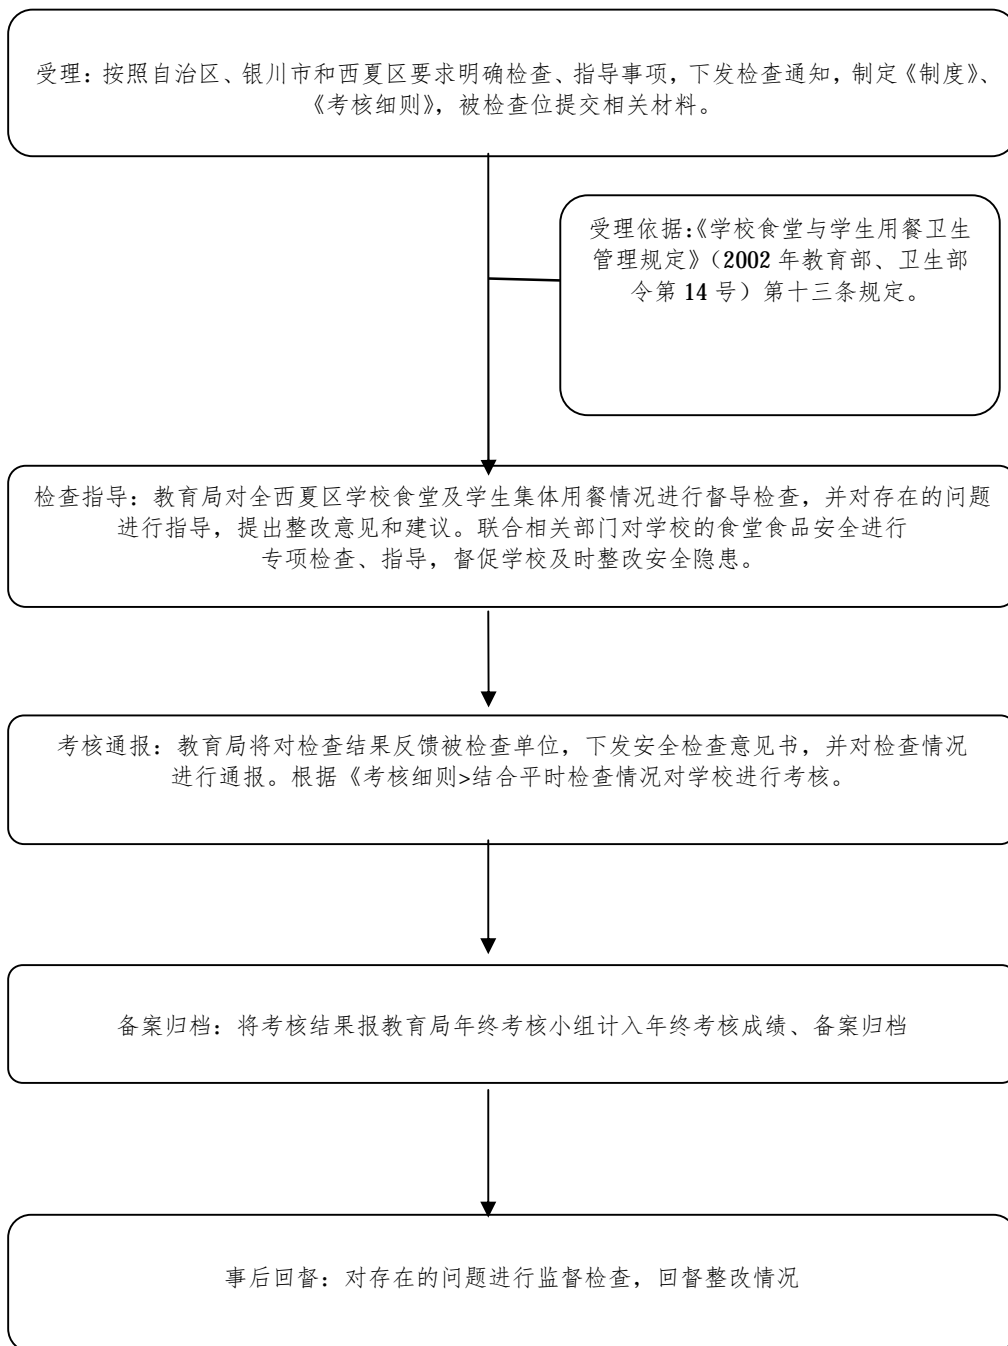 受理：按照自治区、银川市和西夏区要求明确检查、指导事项，下发检查通知，制定《制度》、
《考核细则》，被检查位提交相关材料。
受理依据：《学校食堂与学生用餐卫生
管理规定》（2002 年教育部、卫生部
令第 14 号）第十三条规定。
检查指导：教育局对全西夏区学校食堂及学生集体用餐情况进行督导检查，并对存在的问题
进行指导，提出整改意见和建议。联合相关部门对学校的食堂食品安全进行
专项检查、指导，督促学校及时整改安全隐患。
考核通报：教育局将对检查结果反馈被检查单位，下发安全检查意见书，并对检查情况
进行通报。根据《考核细则>结合平时检查情况对学校进行考核。
备案归档：将考核结果报教育局年终考核小组计入年终考核成绩、备案归档
事后回督：对存在的问题进行监督检查，回督整改情况